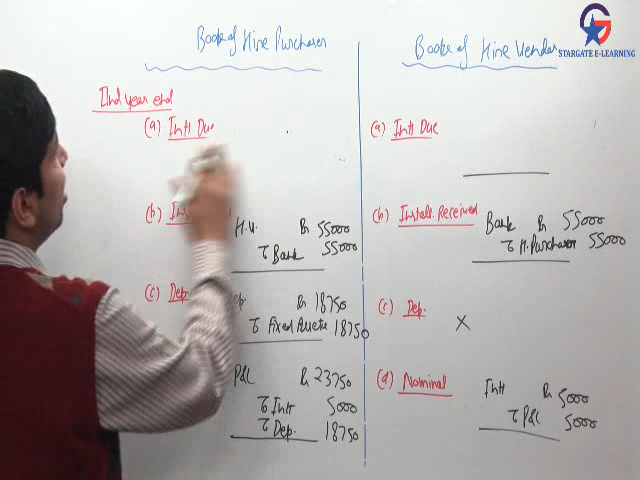 STARGATE E-LEARNING
Books of Hire Purchaser
Books of Hire Vendor
IInd year end
(a) Intt Due
(b)
H.V. Dr 55000
To Bank 55000
(c) Dep.
Dep. Dr 18750
To Fixed Assets 18750
P&L Dr 23750
To Intt 5000
To Dep. 18750
(a) Intt Due
(b) Install. Received
Bank Dr 55000
To H. Purchaser 55000
(c) Dep. X
(d) Nominal
Intt Dr 5000
To P&L 5000